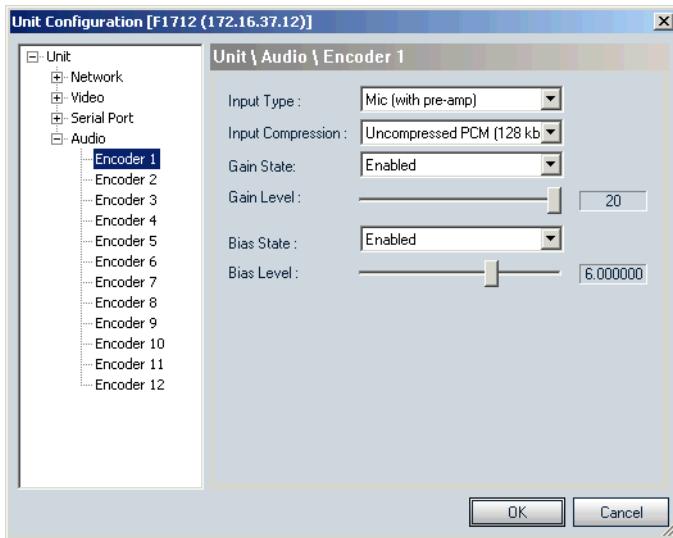 Unit Configuration [F1712 (172.16.37.12)]
Unit
Network
Video
Serial Port
Audio
Encoder 1
Encoder 2
Encoder 3
Encoder 4
Encoder 5
Encoder 6
Encoder 7
Encoder 8
Encoder 9
Encoder 10
Encoder 11
Encoder 12
Unit \ Audio \ Encoder 1
Input Type : Mic (with pre-amp)
Input Compression : Uncompressed PCM (128 kb
Gain State: Enabled
Gain Level : 20
Bias State : Enabled
Bias Level : 6.000000
OK Cancel